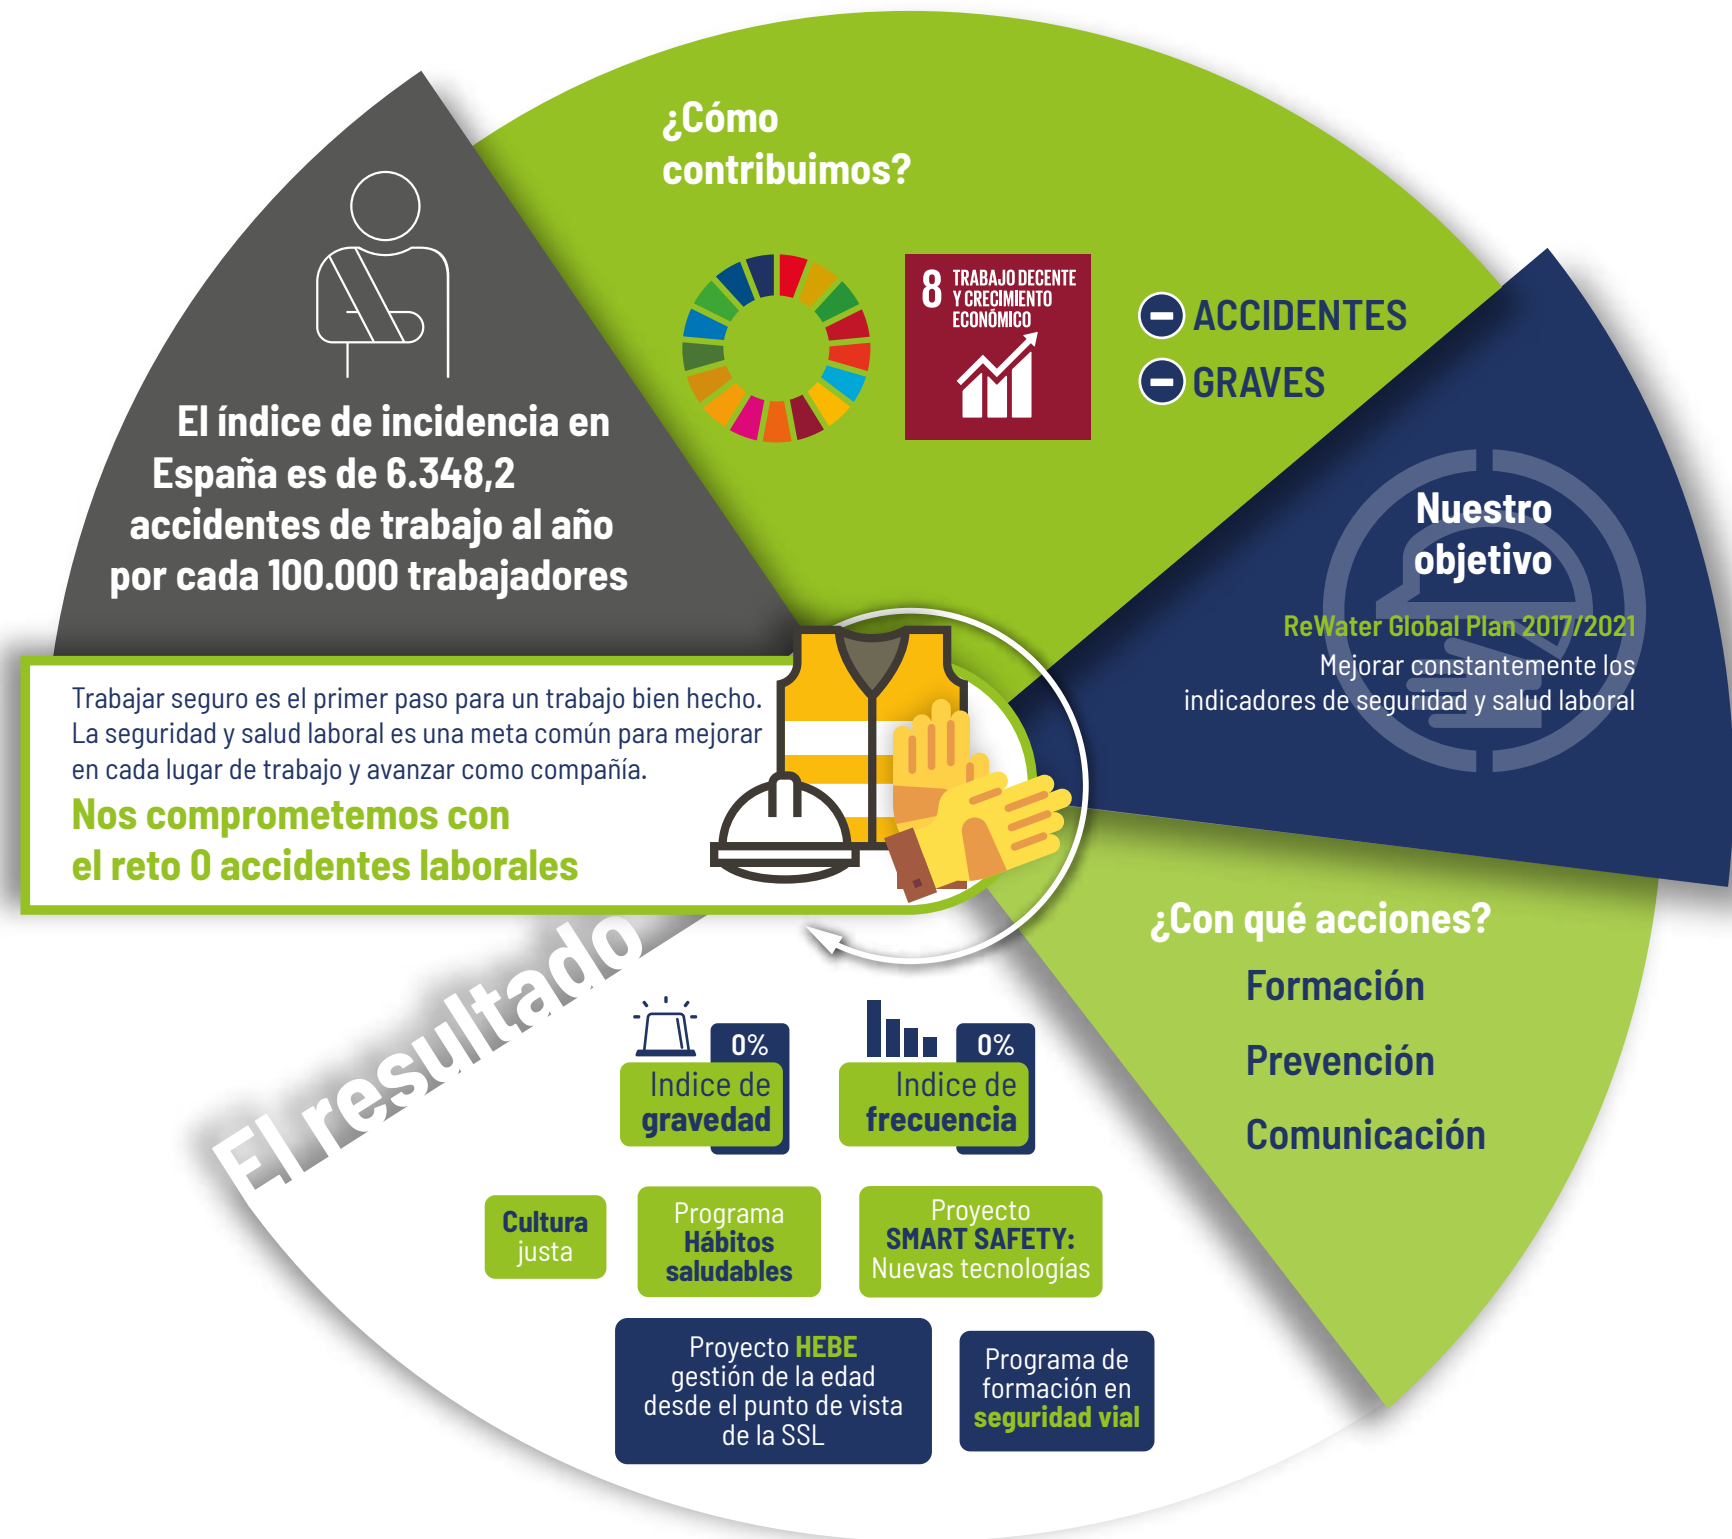 ¿Cómo
contribuimos?
8 TRABAJO DECENTE
Y CRECIMIENTO
ECONÓMICO
ACCIDENTES
GRAVES
El índice de incidencia en
España es de 6.348,2
accidentes de trabajo al año
por cada 100.000 trabajadores
Nuestro
objetivo
ReWater Global Plan 2017/2021
Mejorar constantemente los
indicadores de seguridad y salud laboral
Trabajar seguro es el primer paso para un trabajo bien hecho.
La seguridad y salud laboral es una meta común para mejorar
en cada lugar de trabajo y avanzar como compañía.
Nos comprometemos con
el reto 0 accidentes laborales
¿Con qué acciones?
Formación
Prevención
Comunicación
El resultado
0%
Indice de
gravedad
0%
Indice de
frecuencia
Cultura
justa
Programa
Hábitos
saludables
Proyecto
SMART SAFETY:
Nuevas tecnologías
Proyecto HEBE
gestión de la edad
desde el punto de vista
de la SSL
Programa de
formación en
seguridad vial